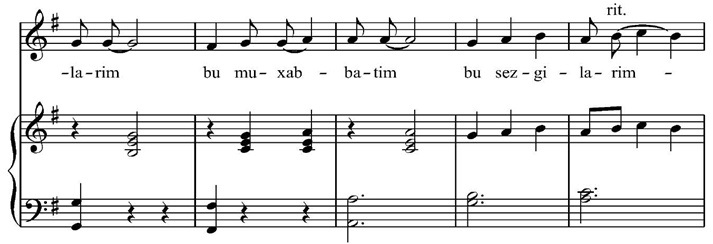 rit.
-la-rim bu mu-xab-ba-tim bu sez-gi-la-rim-